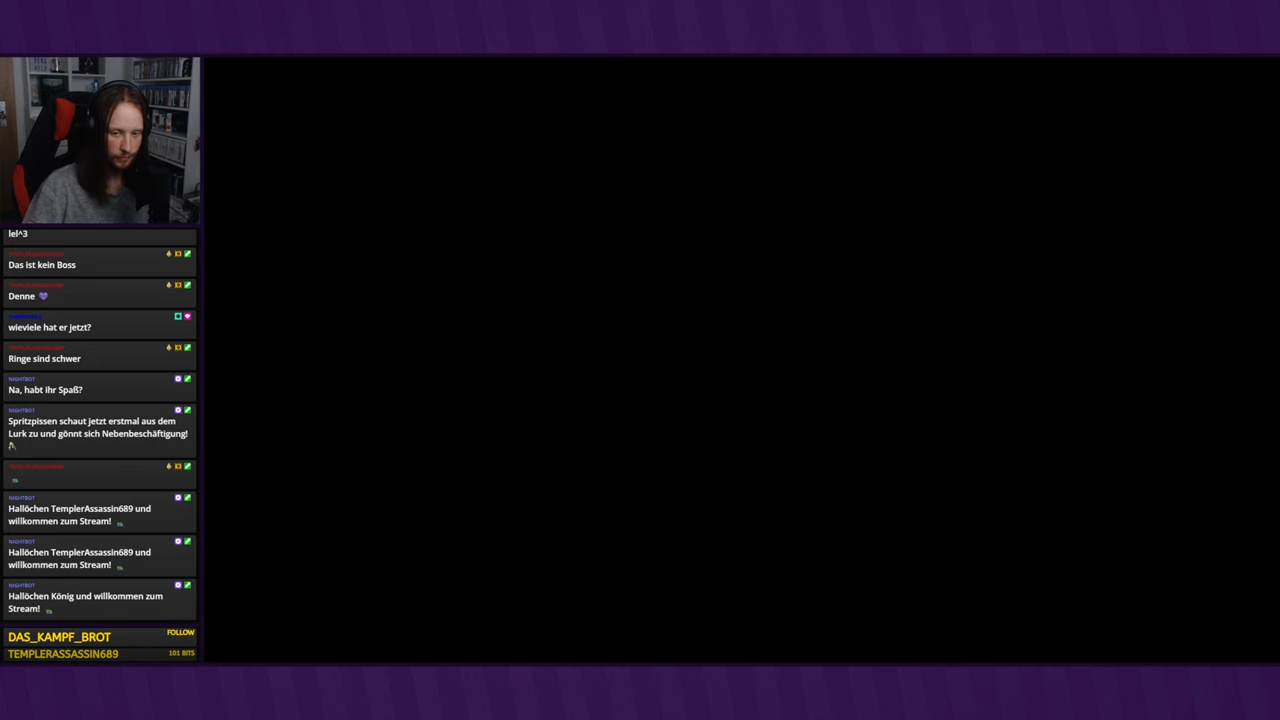 lel^3
Das ist kein Boss
Denne
wieviele hat er jetzt?
Ringe sind schwer
NIGHTBOT
Na, habt ihr Spaß?
NIGHTBOT
Spritzpissen schaut jetzt erstmal aus dem
Lurk zu und gönnt sich Nebenbeschäftigung!
NIGHTBOT
Hallöchen TemplerAssassin689 und
willkommen zum Stream!
NIGHTBOT
Hallöchen TemplerAssassin689 und
willkommen zum Stream!
NIGHTBOT
Hallöchen König und willkommen zum
Stream!
DAS_KAMPF_BROT FOLLOW
TEMPLERASSASSIN689 101 BITS